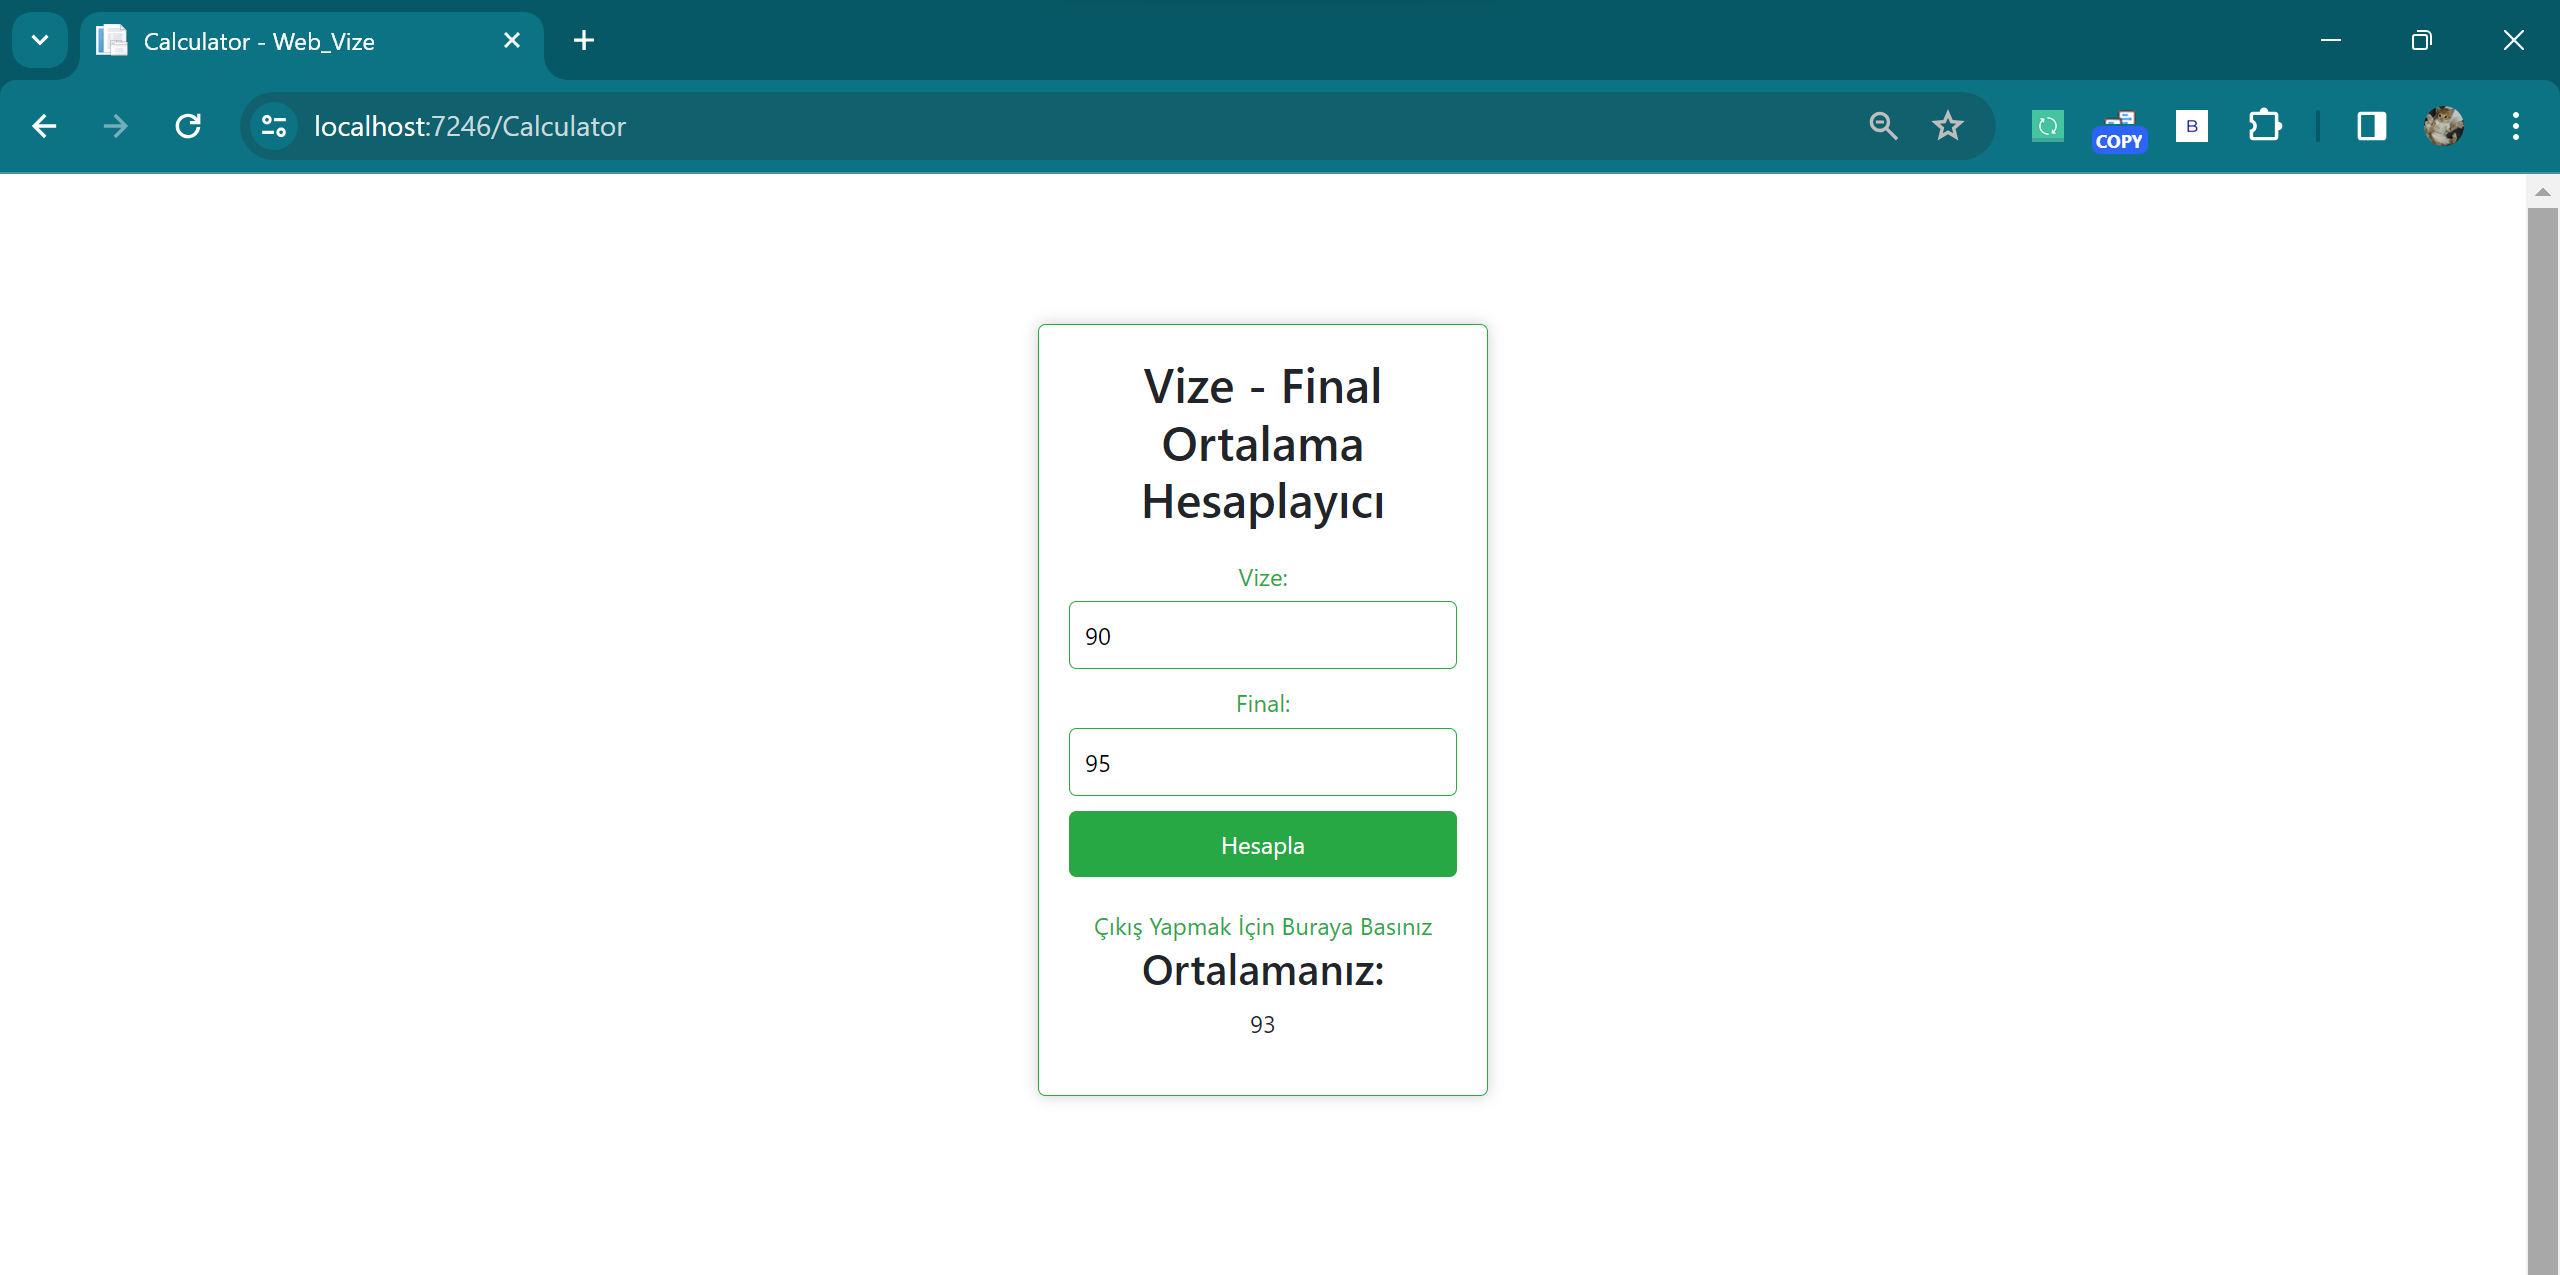 Calculator - Web_Vize
localhost:7246/Calculator
COPY
B
Vize - Final
Ortalama
Hesaplayıcı
Vize:
90
Final:
95
Hesapla
Çıkış Yapmak İçin Buraya Basınız
Ortalamanız:
93